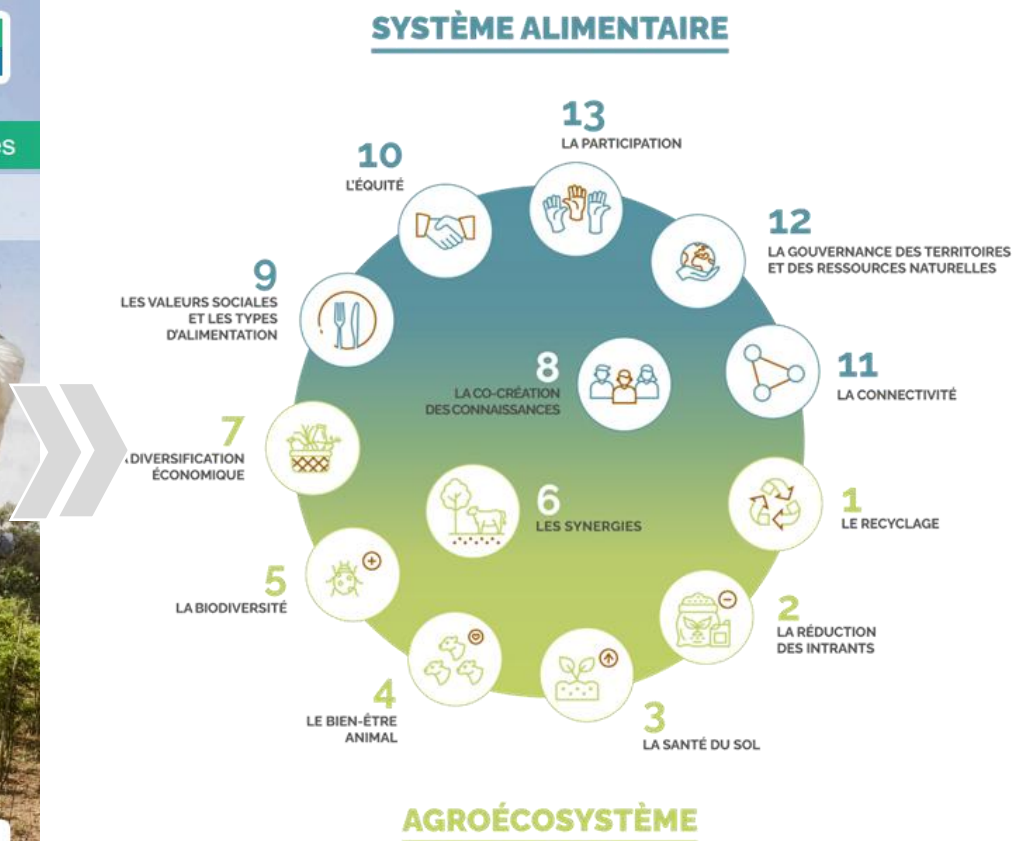 SYSTÈME ALIMENTAIRE
es
13
LA PARTICIPATION
10
L'ÉQUITÉ
12
LA GOUVERNANCE DES TERRITOIRES
ET DES RESSOURCES NATURELLES
9
LES VALEURS SOCIALES
ET LES TYPES
D'ALIMENTATION
8
LA CO-CRÉATION
DES CONNAISSANCES
11
LA CONNECTIVITÉ
7
DIVERSIFICATION
ÉCONOMIQUE
6
LES SYNERGIES
1
LE RECYCLAGE
5
LA BIODIVERSITÉ
2
LA RÉDUCTION
DES INTRANTS
4
LE BIEN-ÊTRE
ANIMAL
3
LA SANTÉ DU SOL
AGROÉCOSYSTÈME